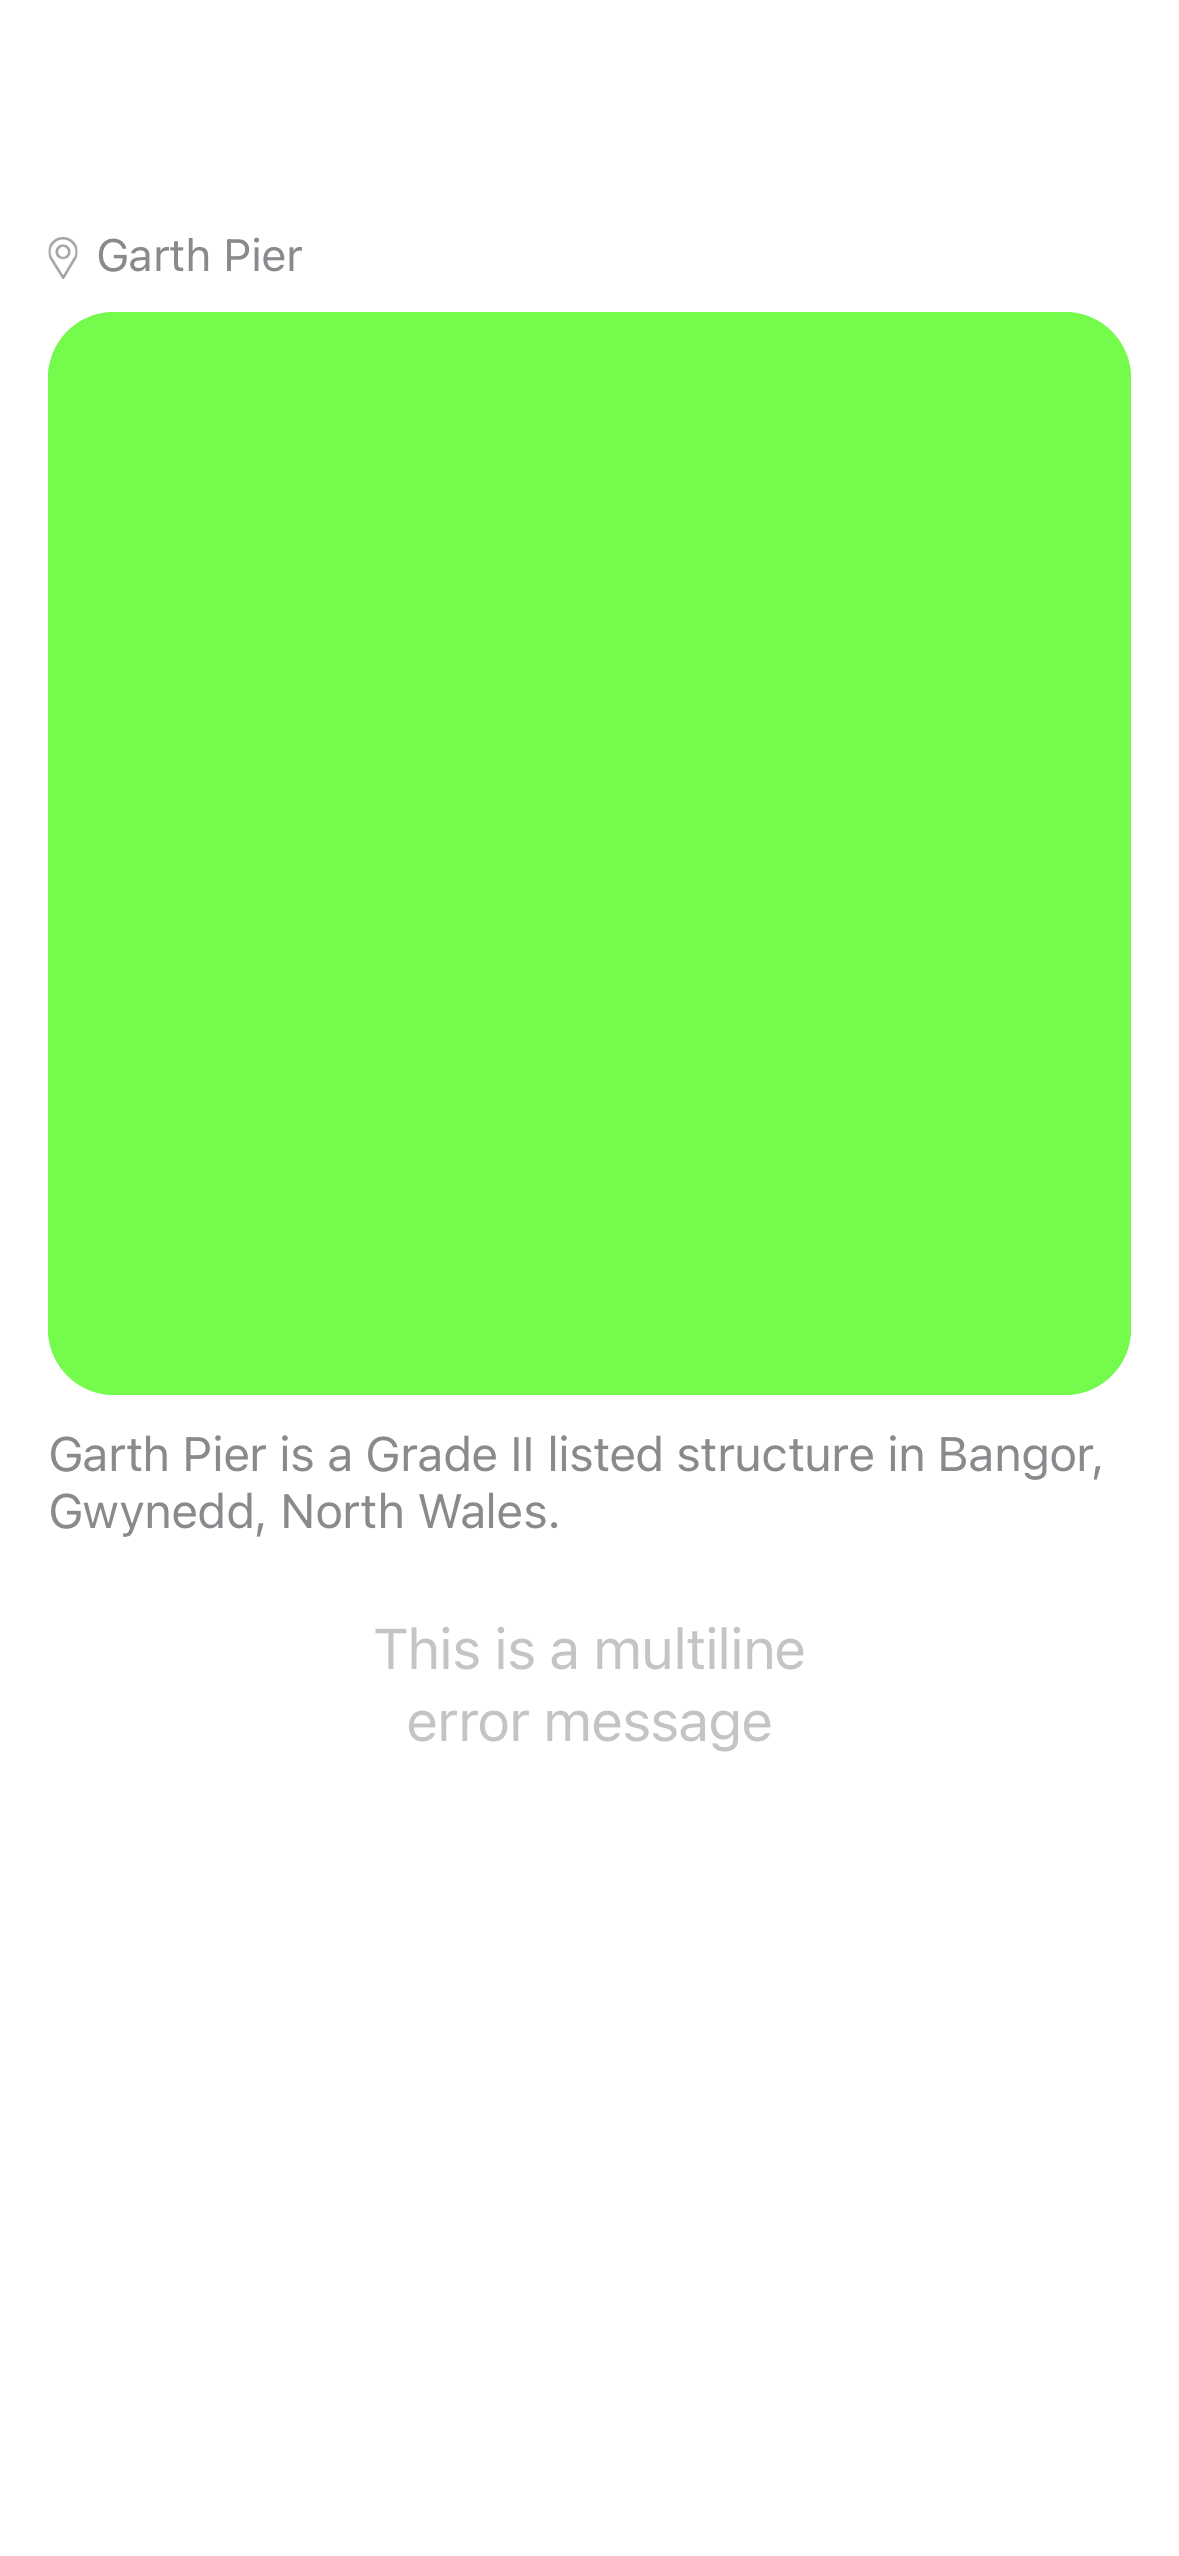 Garth Pier
Garth Pier is a Grade II listed structure in Bangor,
Gwynedd, North Wales.
This is a multiline
error message